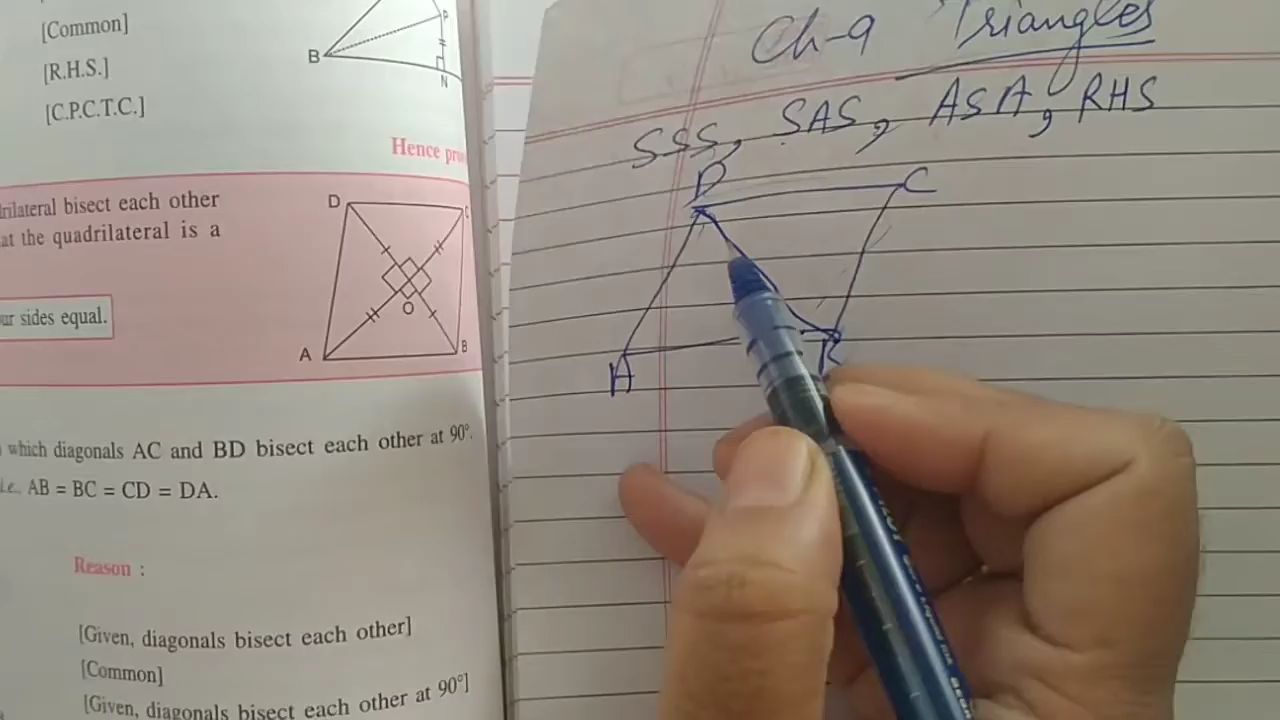 [Common]
[R.H.S.]
[C.P.C.T.C.]
B
P
N
Hence
rilateral bisect each other
at the quadrilateral is a
ur sides equal.
D
C
O
A
B
which diagonals AC and BD bisect each other at 90°.
i.e., AB = BC = CD = DA.
Reason :
[Given, diagonals bisect each other]
[Common]
[Given, diagonals bisect each other at 90°]
Ch-9 Triangles
SSS, SAS, ASA, RHS
D
C
A
B